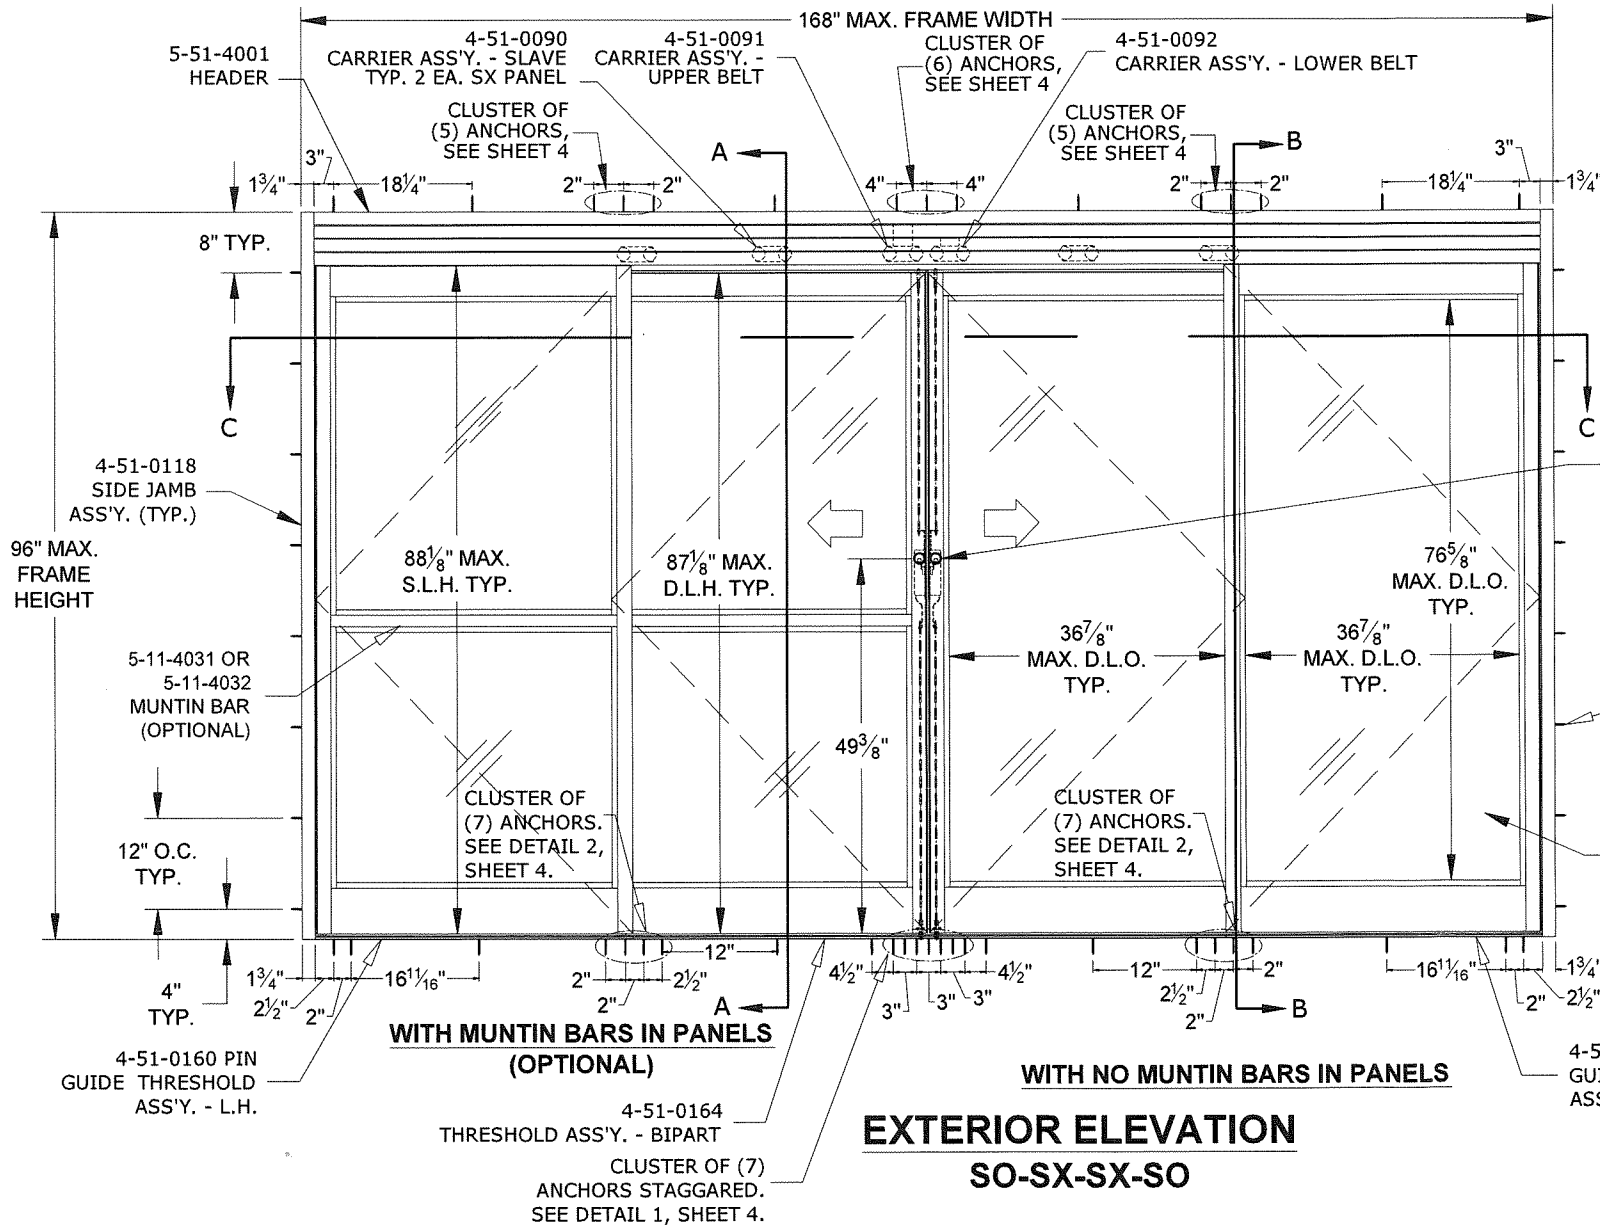 168" MAX. FRAME WIDTH
5-51-4001
HEADER
4-51-0090
CARRIER ASS'Y. - SLAVE
TYP. 2 EA. SX PANEL
4-51-0091
CARRIER ASS'Y. -
UPPER BELT
CLUSTER OF
(6) ANCHORS,
SEE SHEET 4
4-51-0092
CARRIER ASS'Y. - LOWER BELT
CLUSTER OF
(5) ANCHORS,
SEE SHEET 4
CLUSTER OF
(5) ANCHORS,
SEE SHEET 4
A
B
3"
3"
1¾"
18¼"
2"
2"
4"
4"
2"
2"
18¼"
1¾"
8" TYP.
C
C
4-51-0118
SIDE JAMB
ASS'Y. (TYP.)
96" MAX.
FRAME
HEIGHT
88⅛" MAX.
S.L.H. TYP.
87⅛" MAX.
D.L.H. TYP.
76⅝"
MAX. D.L.O.
TYP.
36⅞"
MAX. D.L.O.
TYP.
36⅞"
MAX. D.L.O.
TYP.
5-11-4031 OR
5-11-4032
MUNTIN BAR
(OPTIONAL)
49⅜"
CLUSTER OF
(7) ANCHORS.
SEE DETAIL 2,
SHEET 4.
CLUSTER OF
(7) ANCHORS.
SEE DETAIL 2,
SHEET 4.
12" O.C.
TYP.
4"
TYP.
1¾"
2½"
2"
16¹¹⁄₁₆"
2"
2"
2½"
12"
4½"
3"
3"
3"
4½"
12"
2½"
2"
2"
16¹¹⁄₁₆"
2"
2½"
1¾"
A
B
WITH MUNTIN BARS IN PANELS
(OPTIONAL)
WITH NO MUNTIN BARS IN PANELS
4-51-0160 PIN
GUIDE THRESHOLD
ASS'Y. - L.H.
4-5
GUI
ASS
4-51-0164
THRESHOLD ASS'Y. - BIPART
CLUSTER OF (7)
ANCHORS STAGGARED.
SEE DETAIL 1, SHEET 4.
EXTERIOR ELEVATION
SO-SX-SX-SO